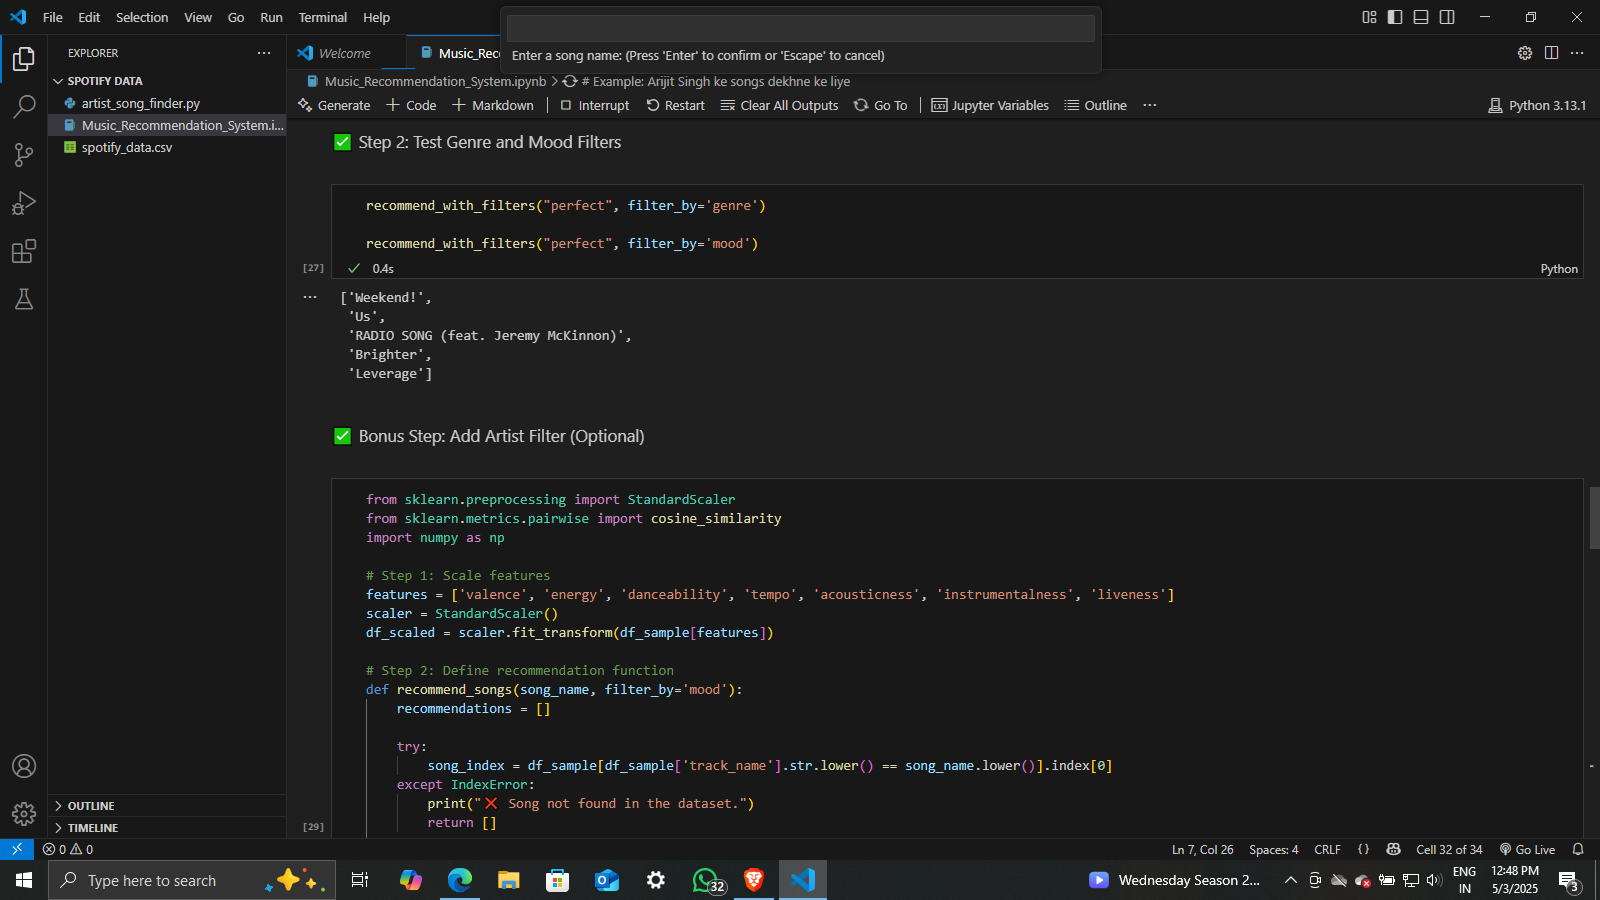 File Edit Selection View Go Run Terminal Help
Enter a song name: (Press 'Enter' to confirm or 'Escape' to cancel)
EXPLORER
Welcome
Music_Reco
SPOTIFY DATA
artist_song_finder.py
Music_Recommendation_System.i...
spotify_data.csv
Music_Recommendation_System.ipynb > # Example: Arijit Singh ke songs dekhne ke liye
Generate + Code + Markdown Interrupt Restart Clear All Outputs Go To Jupyter Variables Outline ... Python 3.13.1
Step 2: Test Genre and Mood Filters
recommend_with_filters("perfect", filter_by='genre')
recommend_with_filters("perfect", filter_by='mood')
[27] 0.4s Python
['Weekend!',
'Us',
'RADIO SONG (feat. Jeremy McKinnon)',
'Brighter',
'Leverage']
Bonus Step: Add Artist Filter (Optional)
from sklearn.preprocessing import StandardScaler
from sklearn.metrics.pairwise import cosine_similarity
import numpy as np
# Step 1: Scale features
features = ['valence', 'energy', 'danceability', 'tempo', 'acousticness', 'instrumentalness', 'liveness']
scaler = StandardScaler()
df_scaled = scaler.fit_transform(df_sample[features])
# Step 2: Define recommendation function
def recommend_songs(song_name, filter_by='mood'):
recommendations = []
try:
song_index = df_sample[df_sample['track_name'].str.lower() == song_name.lower()].index[0]
except IndexError:
print("❌ Song not found in the dataset.")
return []
[29]
OUTLINE
TIMELINE
0 0 Ln 7, Col 26 Spaces: 4 CRLF {} Cell 32 of 34 Go Live
Type here to search
32
Wednesday Season 2...
ENG
IN
12:48 PM
5/3/2025
3